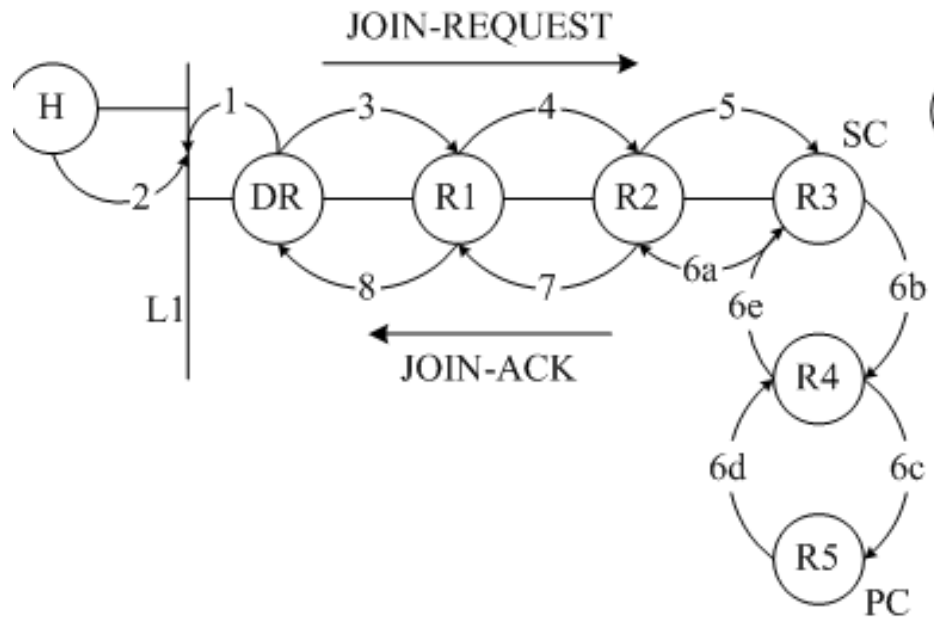 JOIN-REQUEST
H
1
3
4
5
SC
2
DR
R1
R2
R3
8
7
6a
6b
L1
6e
JOIN-ACK
R4
6d
6c
R5
PC